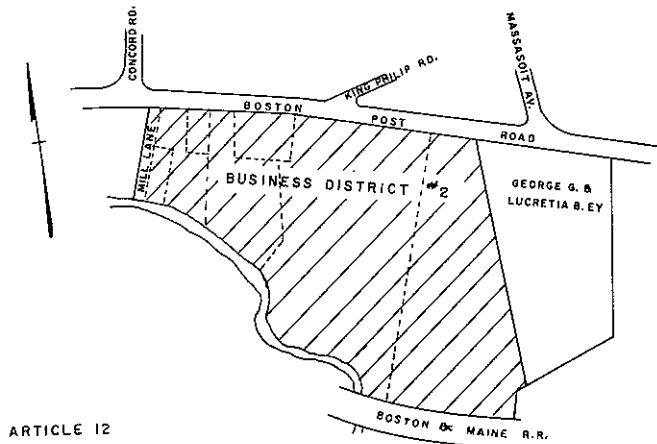 CONCORD RD.
MASSASOIT AV.
KING PHILIP RD.
BOSTON POST ROAD
MILL LANE
BUSINESS DISTRICT #2
GEORGE G. &
LUCRETIA B. EY
BOSTON & MAINE R.R.
ARTICLE 12